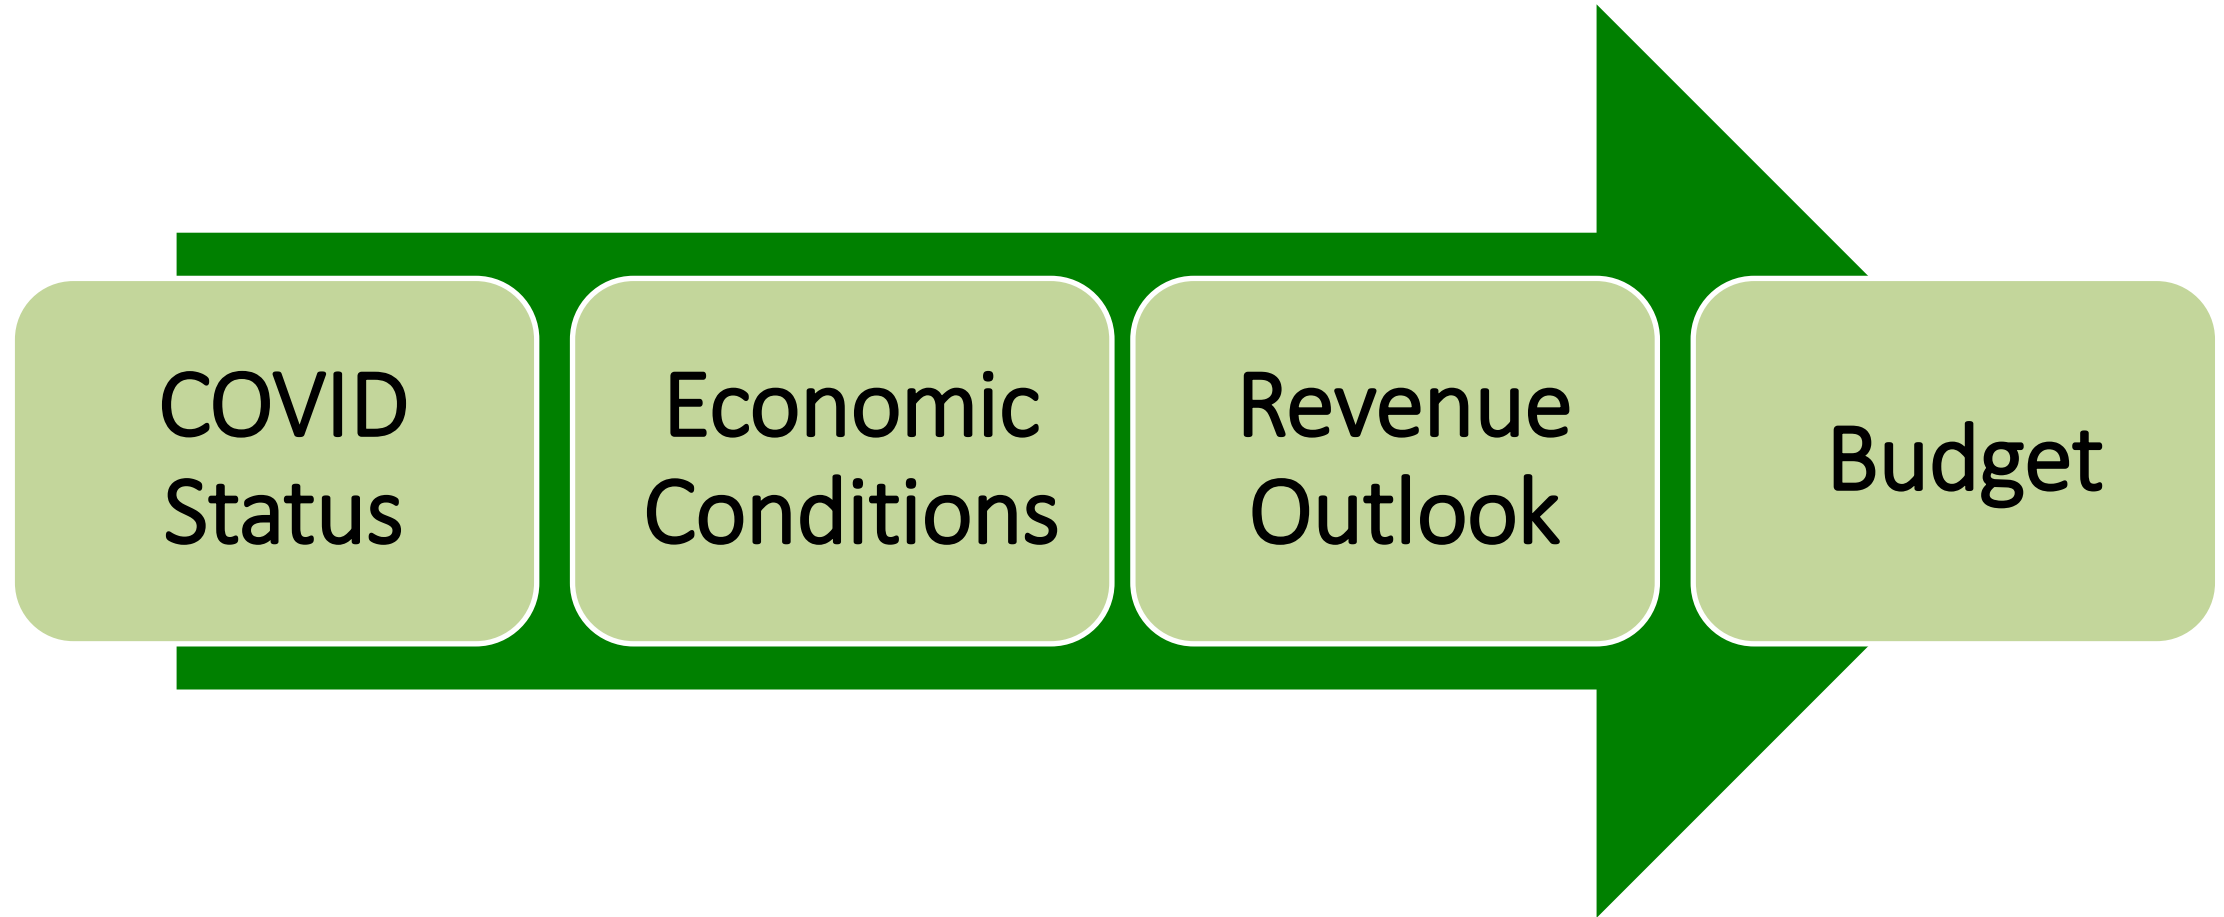 COVID
Status
Economic
Conditions
Revenue
Outlook
Budget